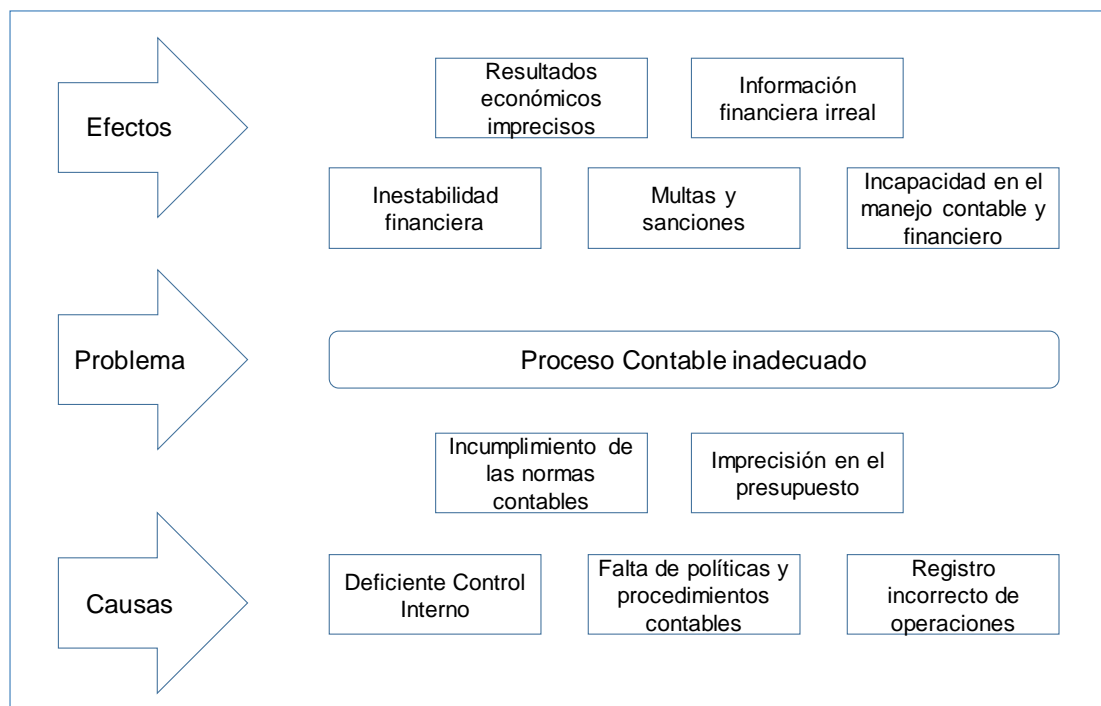 Efectos
Resultados
económicos
imprecisos
Información
financiera irreal
Inestabilidad
financiera
Multas y
sanciones
Incapacidad en el
manejo contable y
financiero
Problema
Proceso Contable inadecuado
Incumplimiento de
las normas
contables
Imprecisión en el
presupuesto
Causas
Deficiente Control
Interno
Falta de políticas y
procedimientos
contables
Registro
incorrecto de
operaciones